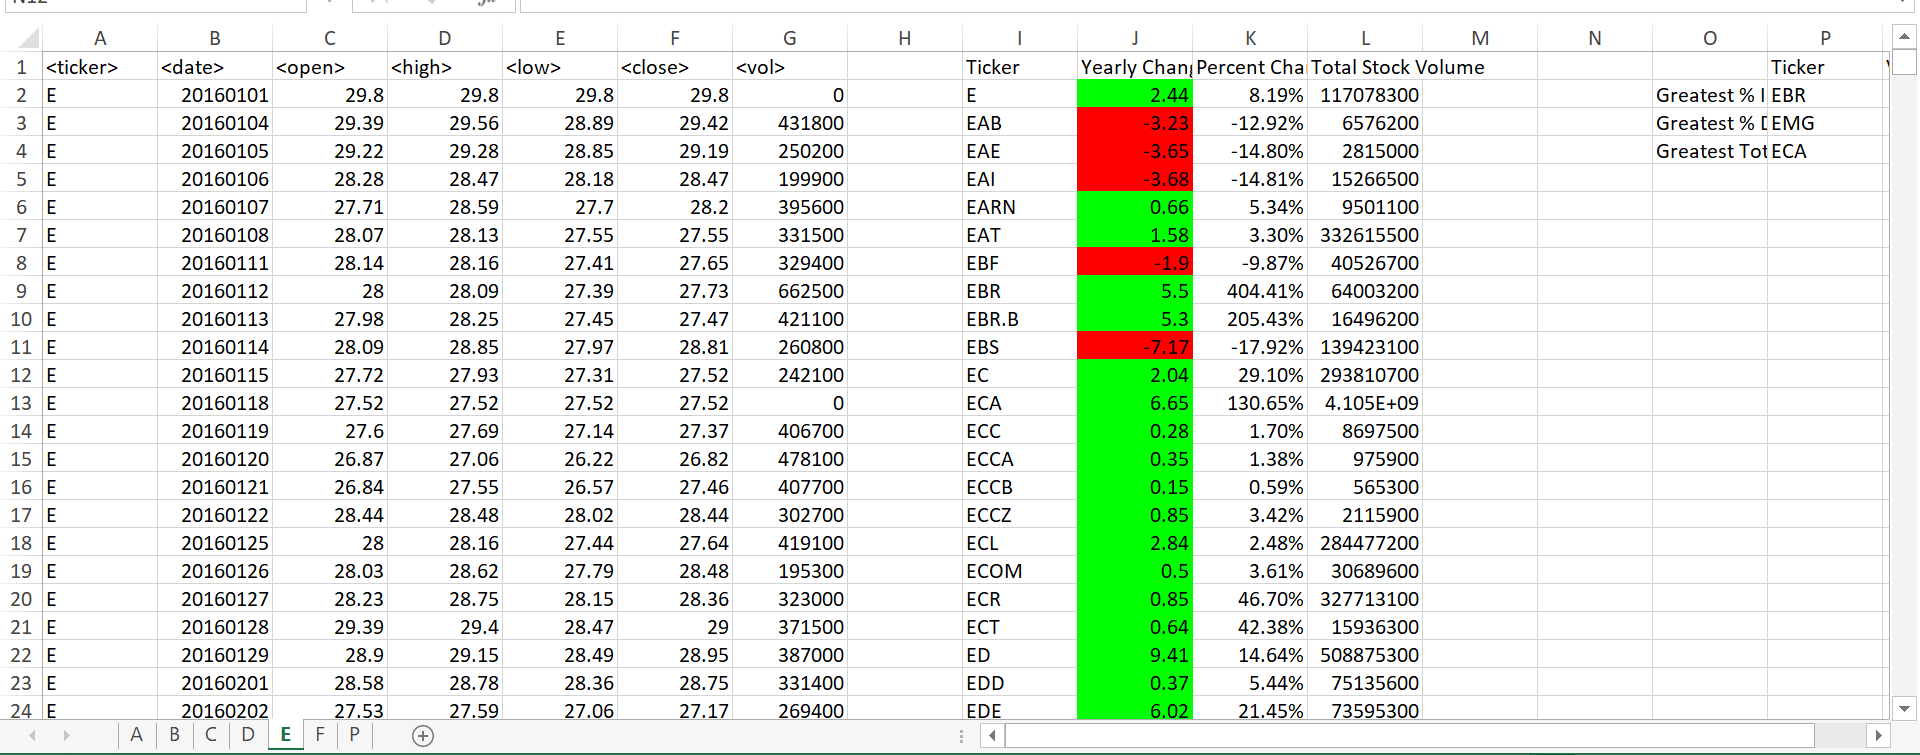 A B C D E F G H I J K L M N O P
1 <ticker> <date> <open> <high> <low> <close> <vol> Ticker Yearly Chang Percent Cha Total Stock Volume Ticker
2 E 20160101 29.8 29.8 29.8 29.8 0 E 2.44 8.19% 117078300 Greatest % I EBR
3 E 20160104 29.39 29.56 28.89 29.42 431800 EAB -3.23 -12.92% 6576200 Greatest % D EMG
4 E 20160105 29.22 29.28 28.85 29.19 250200 EAE -3.65 -14.80% 2815000 Greatest Tot ECA
5 E 20160106 28.28 28.47 28.18 28.47 199900 EAI -3.68 -14.81% 15266500
6 E 20160107 27.71 28.59 27.7 28.2 395600 EARN 0.66 5.34% 9501100
7 E 20160108 28.07 28.13 27.55 27.55 331500 EAT 1.58 3.30% 332615500
8 E 20160111 28.14 28.16 27.41 27.65 329400 EBF -1.9 -9.87% 40526700
9 E 20160112 28 28.09 27.39 27.73 662500 EBR 5.5 404.41% 64003200
10 E 20160113 27.98 28.25 27.45 27.47 421100 EBR.B 5.3 205.43% 16496200
11 E 20160114 28.09 28.85 27.97 28.81 260800 EBS -7.17 -17.92% 139423100
12 E 20160115 27.72 27.93 27.31 27.52 242100 EC 2.04 29.10% 293810700
13 E 20160118 27.52 27.52 27.52 27.52 0 ECA 6.65 130.65% 4.105E+09
14 E 20160119 27.6 27.69 27.14 27.37 406700 ECC 0.28 1.70% 8697500
15 E 20160120 26.87 27.06 26.22 26.82 478100 ECCA 0.35 1.38% 975900
16 E 20160121 26.84 27.55 26.57 27.46 407700 ECCB 0.15 0.59% 565300
17 E 20160122 28.44 28.48 28.02 28.44 302700 ECCZ 0.85 3.42% 2115900
18 E 20160125 28 28.16 27.44 27.64 419100 ECL 2.84 2.48% 284477200
19 E 20160126 28.03 28.62 27.79 28.48 195300 ECOM 0.5 3.61% 30689600
20 E 20160127 28.23 28.75 28.15 28.36 323000 ECR 0.85 46.70% 327713100
21 E 20160128 29.39 29.4 28.47 29 371500 ECT 0.64 42.38% 15936300
22 E 20160129 28.9 29.15 28.49 28.95 387000 ED 9.41 14.64% 508875300
23 E 20160201 28.58 28.78 28.36 28.75 331400 EDD 0.37 5.44% 75135600
24 E 20160202 27.53 27.59 27.06 27.17 269400 EDE 6.02 21.45% 73595300
A B C D E F P